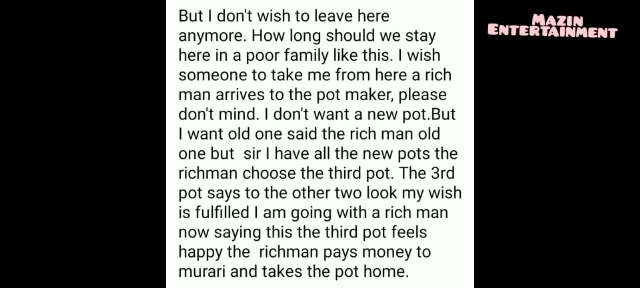 But I don't wish to leave here
anymore. How long should we stay
here in a poor family like this. I wish
someone to take me from here a rich
man arrives to the pot maker, please
don't mind. I don't want a new pot.But
I want old one said the rich man old
one but  sir I have all the new pots the
richman choose the third pot. The 3rd
pot says to the other two look my wish
is fulfilled I am going with a rich man
now saying this the third pot feels
happy the  richman pays money to
murari and takes the pot home.
MAZIN
ENTERTAINMENT